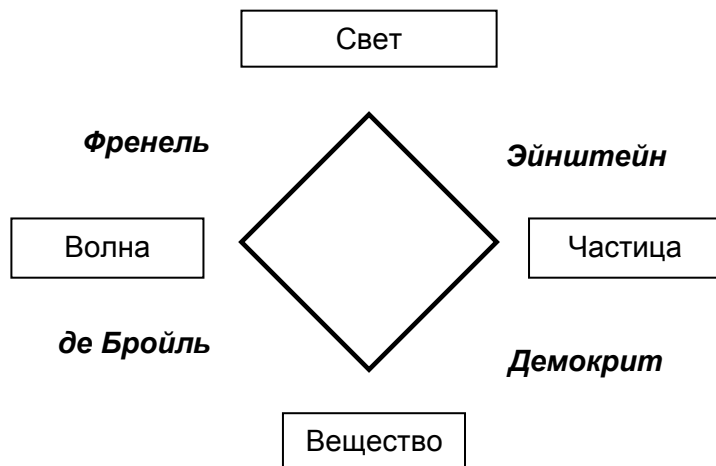 Свет
Френель
Эйнштейн
Волна
Частица
де Бройль
Демокрит
Вещество